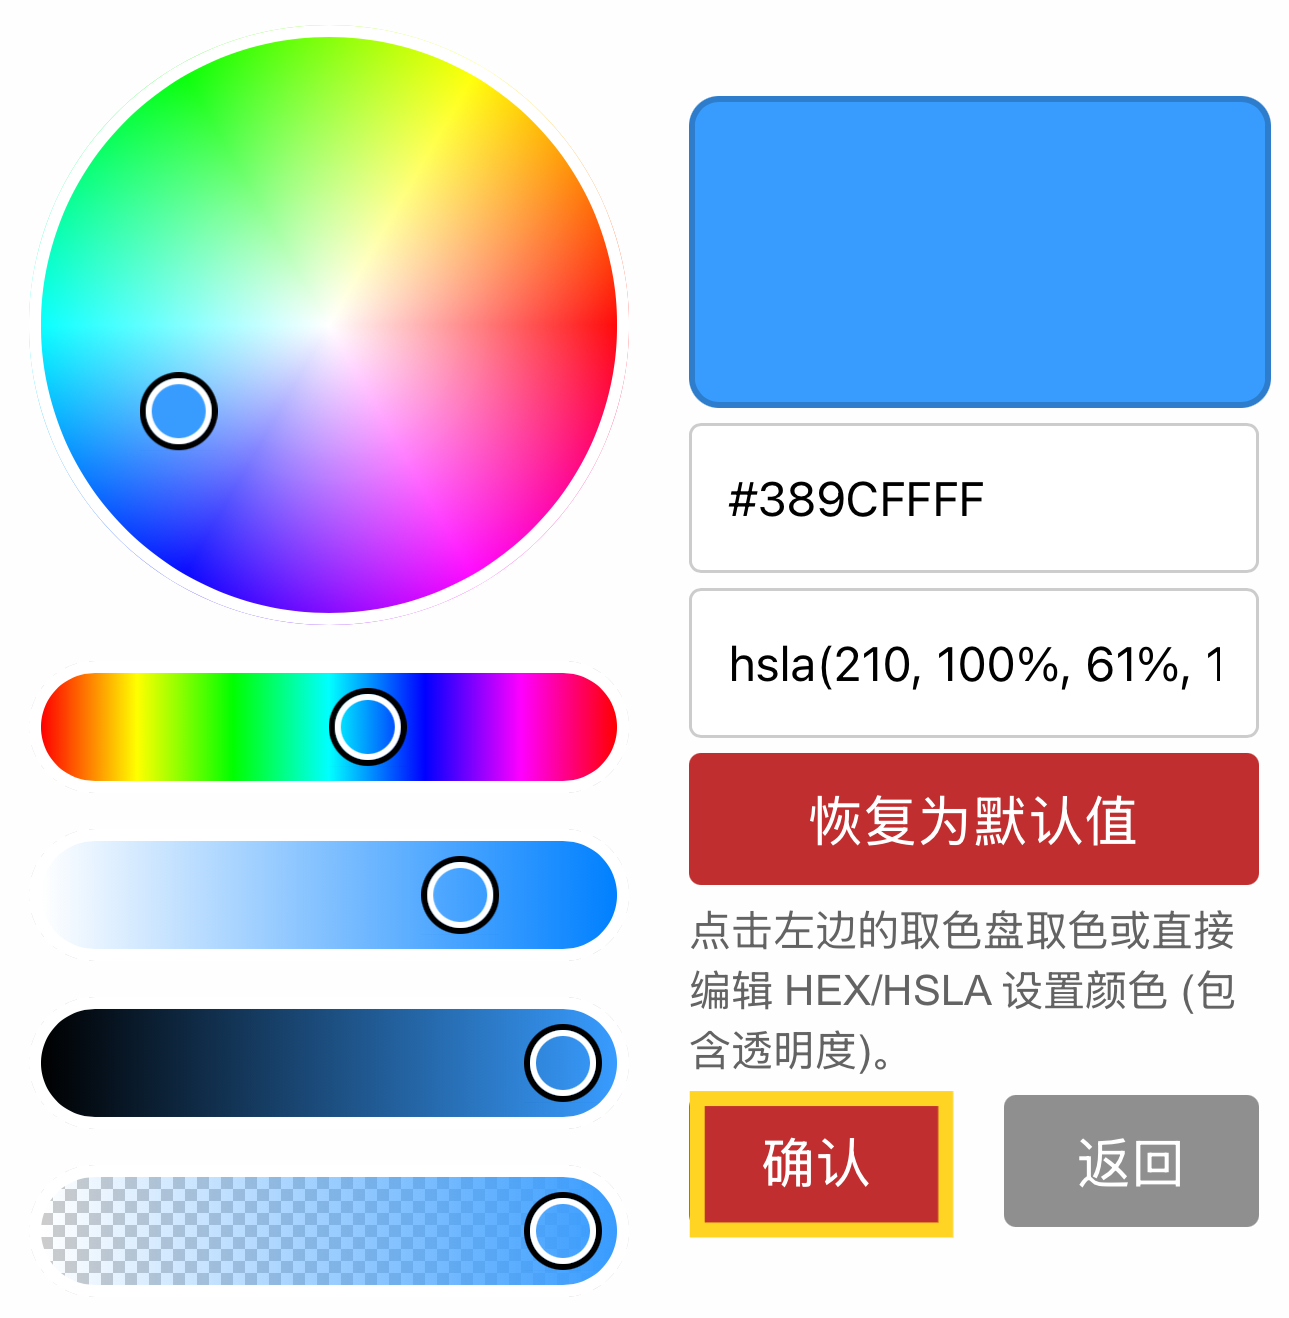 #389CFFFF
hsla(210, 100%, 61%, 1
恢复为默认值
点击左边的取色盘取色或直接
编辑 HEX/HSLA 设置颜色 (包
含透明度)。
确认
返回